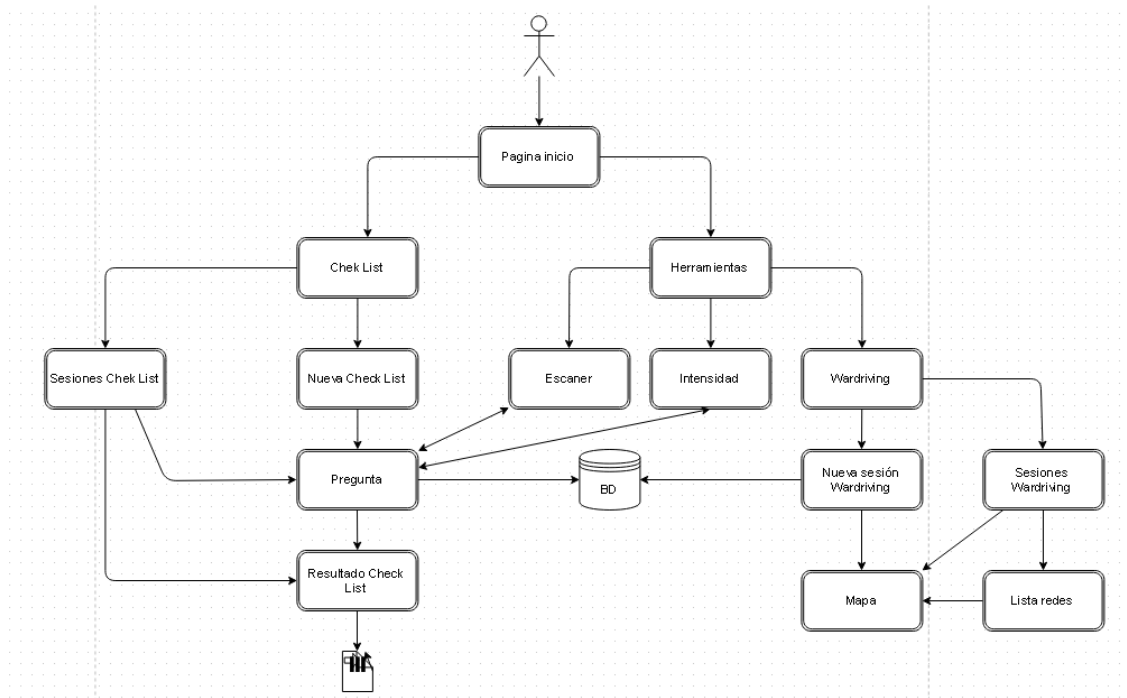 Pagina inicio
Chek List
Herramientas
Sesiones Chek List
Nueva Check List
Escaner
Intensidad
Wardriving
Pregunta
BD
Nueva sesión
Wardriving
Sesiones
Wardriving
Resultado Check
List
Mapa
Lista redes